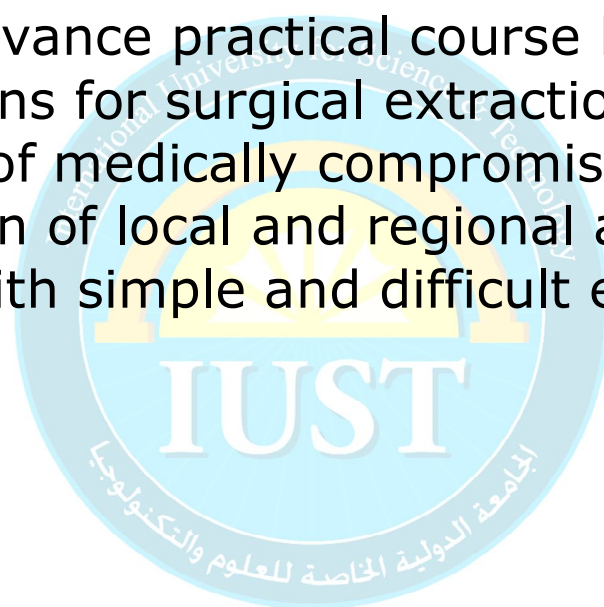 vance practical course
ns for surgical extractio
of medically compromis
n of local and regional a
ith simple and difficult e
International University for Science & Technology
IUST
الجامعة الدولية الخاصة للعلوم والتكنولوجيا